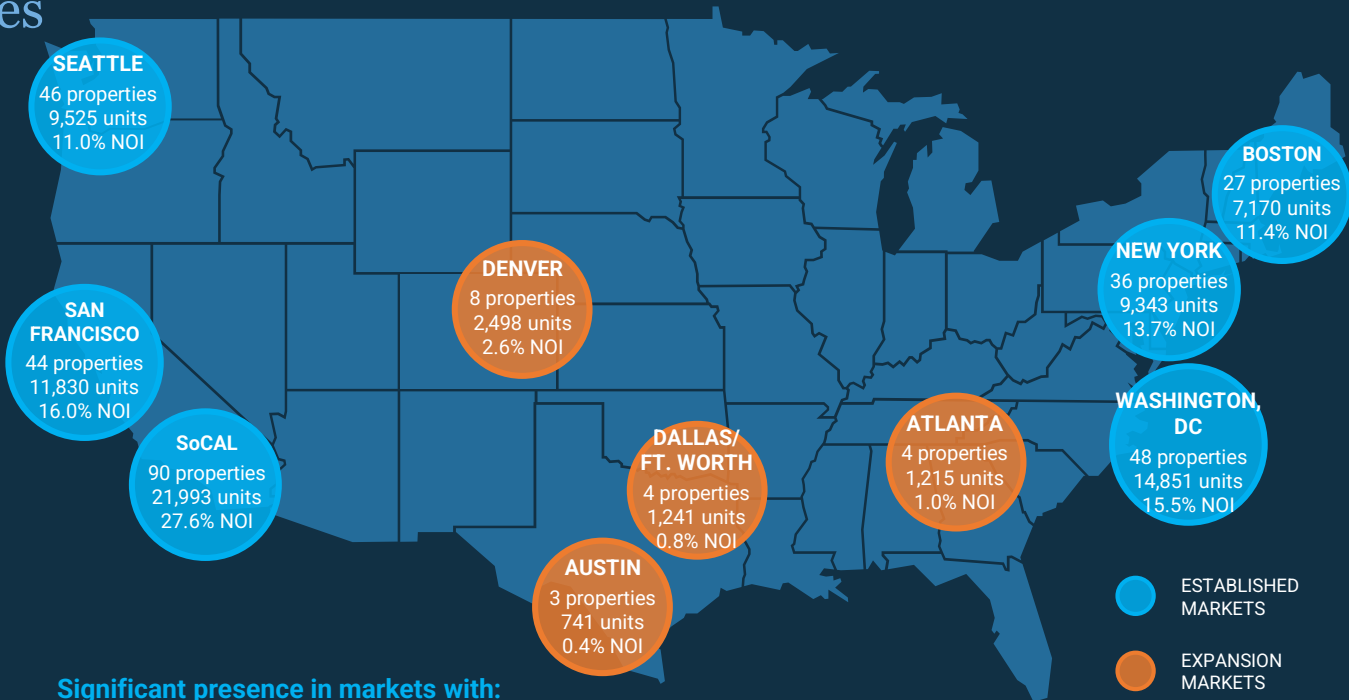 es
SEATTLE
46 properties
9,525 units
11.0% NOI
BOSTON
27 properties
7,170 units
11.4% NOI
NEW YORK
36 properties
9,343 units
13.7% NOI
DENVER
8 properties
2,498 units
2.6% NOI
SAN
FRANCISCO
44 properties
11,830 units
16.0% NOI
SoCAL
90 properties
21,993 units
27.6% NOI
DALLAS/
FT. WORTH
4 properties
1,241 units
0.8% NOI
ATLANTA
4 properties
1,215 units
1.0% NOI
WASHINGTON,
DC
48 properties
14,851 units
15.5% NOI
AUSTIN
3 properties
741 units
0.4% NOI
ESTABLISHED
MARKETS
EXPANSION
MARKETS
Significant presence in markets with: